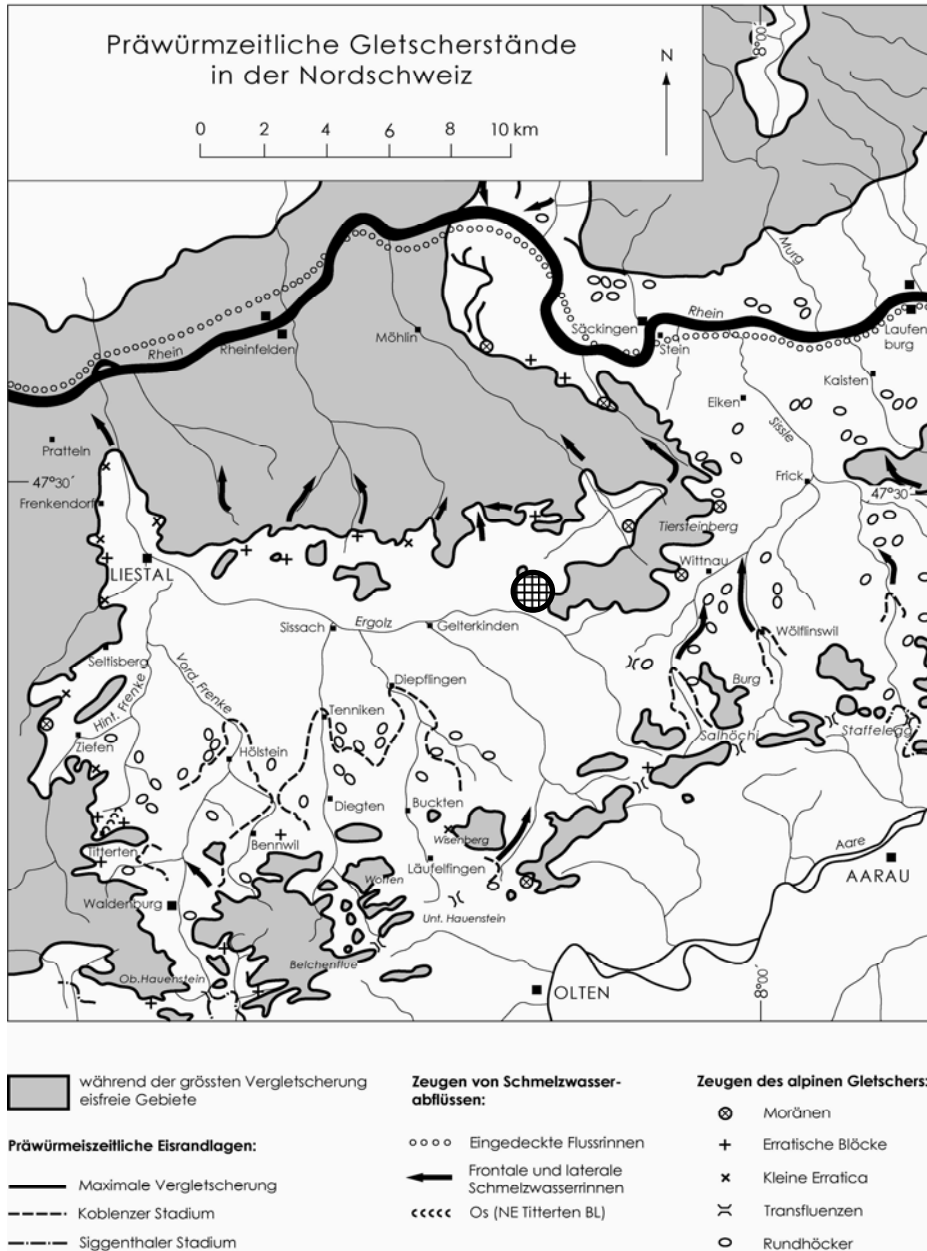 Präwürmzeitliche Gletscherstände
in der Nordschweiz
0 2 4 6 8 10 km
N
8°00'
Murg
Rhein
Säckingen
Stein
Laufen
burg
Rhein
Rheinfelden
Möhlin
Kaisten
Eiken
Sissle
Pratteln
47°30´
Frick
47°30
Frenkendorf
Tiersteinberg
Wittnau
LIESTAL
Ergolz
Sissach
Gelterkinden
Wölflinswil
Seltisberg
Vord. Frenke
Hint. Frenke
Diepflingen
Burg
Tenniken
Salhöchi
Staffelegg
Ziefen
Hölstein
Diegten
Buckten
Wisenberg
Titterten
Bennwil
Aare
Läufelfingen
AARAU
Waldenburg
Unt. Hauenstein
Belchenflue
Ob.Hauenstein
8°00´
OLTEN
während der grössten Vergletscherung
eisfreie Gebiete
Präwürmeiszeitliche Eisrandlagen:
Maximale Vergletscherung
Koblenzer Stadium
Siggenthaler Stadium
Zeugen von Schmelzwasser-
abflüssen:
Eingedeckte Flussrinnen
Frontale und laterale
Schmelzwasserrinnen
Os (NE Titterten BL)
Zeugen des alpinen Gletschers:
Moränen
Erratische Blöcke
Kleine Erratica
Transfluenzen
Rundhöcker